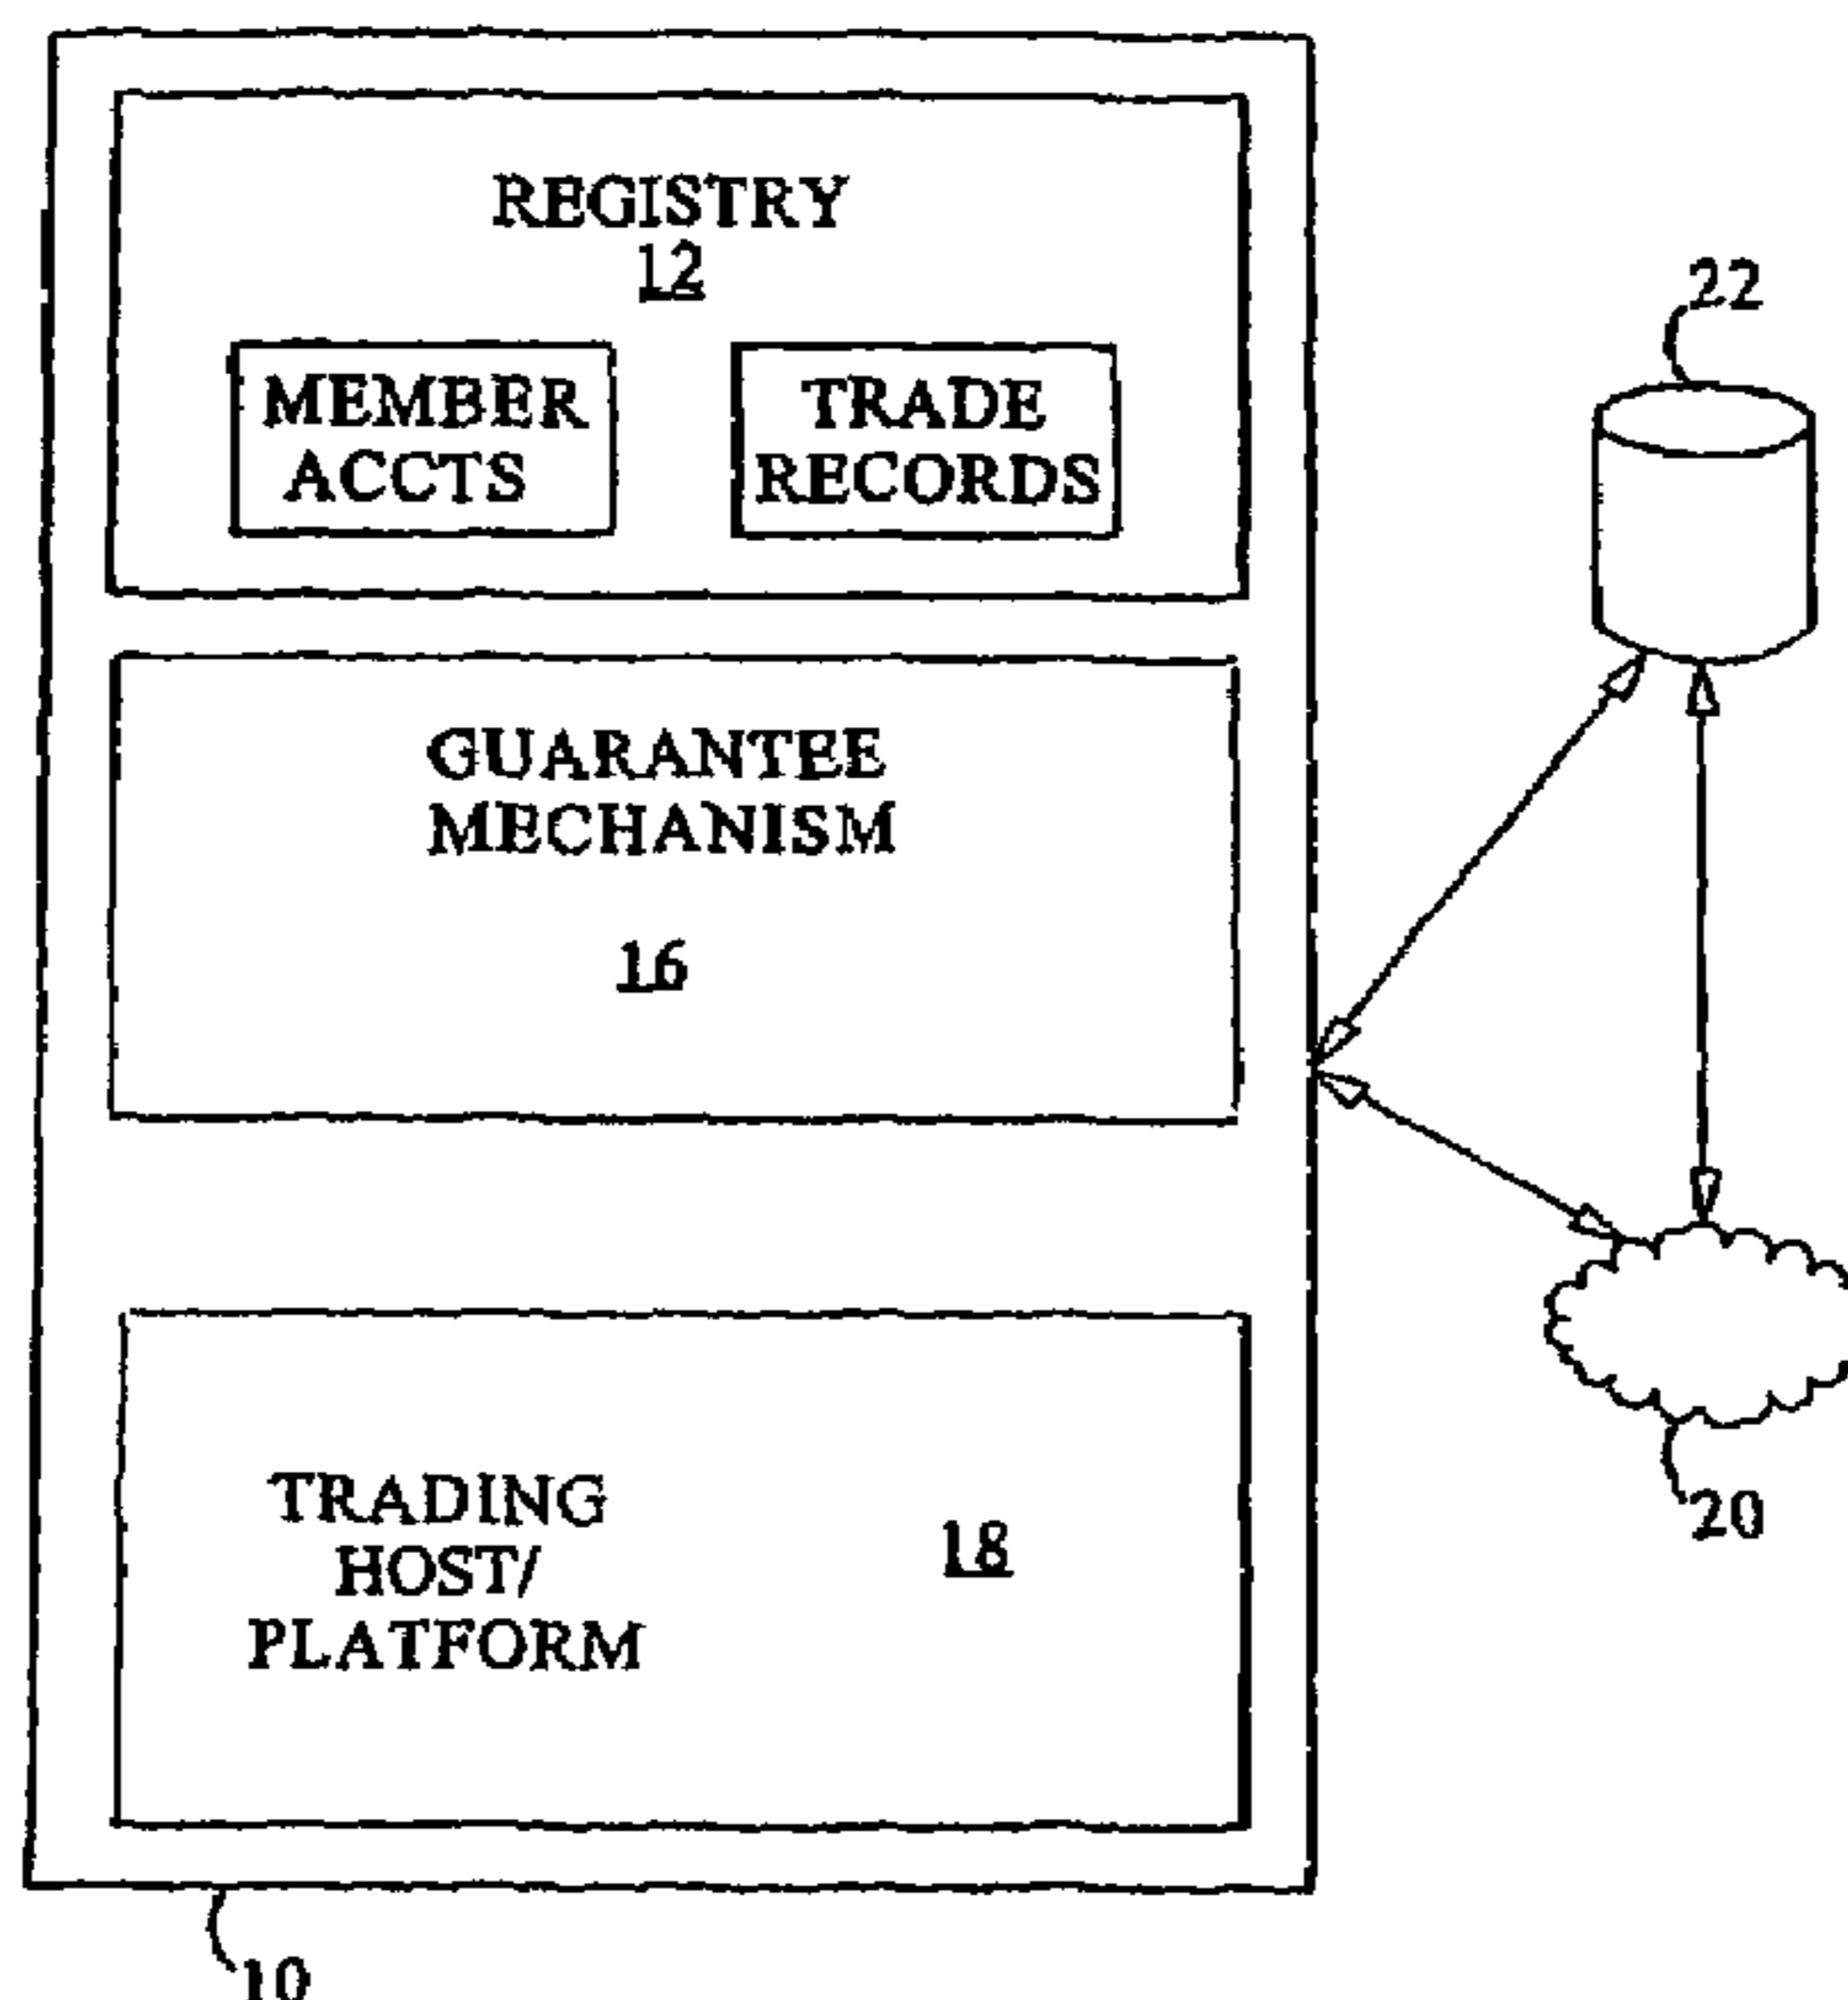 REGISTRY
12
MEMBER
ACCTS
TRADE
RECORDS
GUARANTEE
MECHANISM
16
TRADING
HOST/
PLATFORM
18
22
20
10